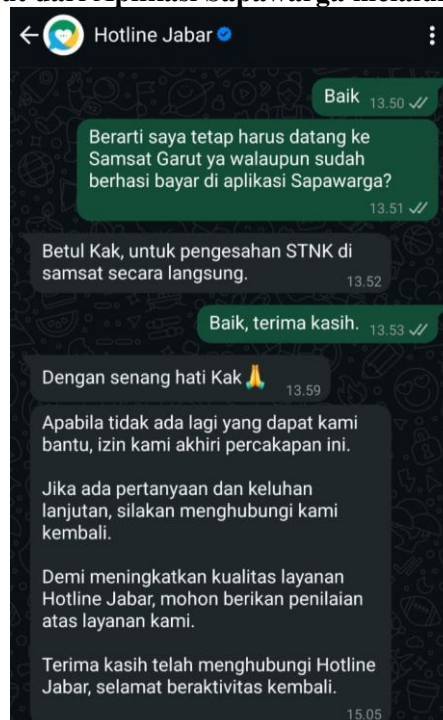 dari Aplikasi Sapawarga
Hotline Jabar
Baik 13.50
Berarti saya tetap harus datang ke
Samsat Garut ya walaupun sudah
berhasi bayar di aplikasi Sapawarga?
13.51
Betul Kak, untuk pengesahan STNK di
samsat secara langsung.
13.52
Baik, terima kasih. 13.53
Dengan senang hati Kak🙏
13.59
Apabila tidak ada lagi yang dapat kami
bantu, izin kami akhiri percakapan ini.
Jika ada pertanyaan dan keluhan
lanjutan, silakan menghubungi kami
kembali.
Demi meningkatkan kualitas layanan
Hotline Jabar, mohon berikan penilaian
atas layanan kami.
Terima kasih telah menghubungi Hotline
Jabar, selamat beraktivitas kembali.
15.05